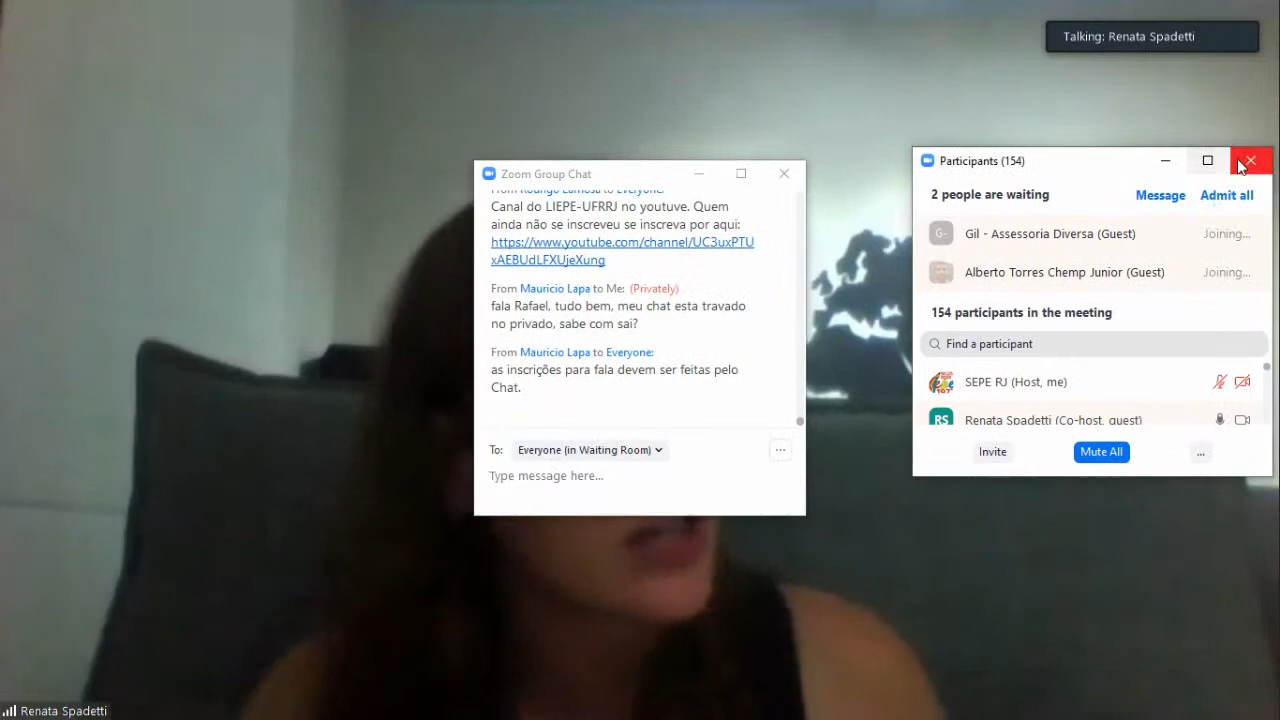 Talking: Renata Spadetti
Zoom Group Chat
From Rodrigo Lamosa to Everyone:
Canal do LIEPE-UFRRJ no youtuve. Quem
ainda não se inscreveu se inscreva por aqui:
https://www.youtube.com/channel/UC3uxPTU
xAEBUdLFXUjeXung
From Mauricio Lapa to Me: (Privately)
fala Rafael, tudo bem, meu chat esta travado
no privado, sabe com sai?
From Mauricio Lapa to Everyone:
as inscrições para fala devem ser feitas pelo
Chat.
To: Everyone (in Waiting Room)
...
Type message here...
Participants (154)
2 people are waiting
Message
Admit all
G-
Gil - Assessoria Diversa (Guest)
Joining...
Alberto Torres Chemp Junior (Guest)
Joining...
154 participants in the meeting
Find a participant
SEPE RJ (Host, me)
RS
Renata Spadetti (Co-host, guest)
Invite
Mute All
...
Renata Spadetti